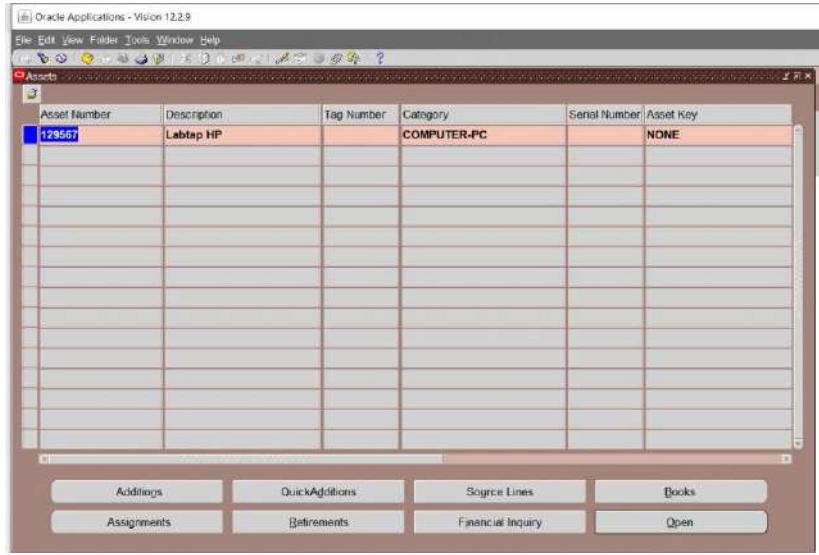 Oracle Applications - Vision 12.2.9
File Edit View Folder Tools Window Help
Assets
Asset Number Description Tag Number Category Serial Number Asset Key
129567 Labtap HP COMPUTER-PC NONE
Additions QuickAdditions Source Lines Books
Assignments Retirements Financial Inquiry Open